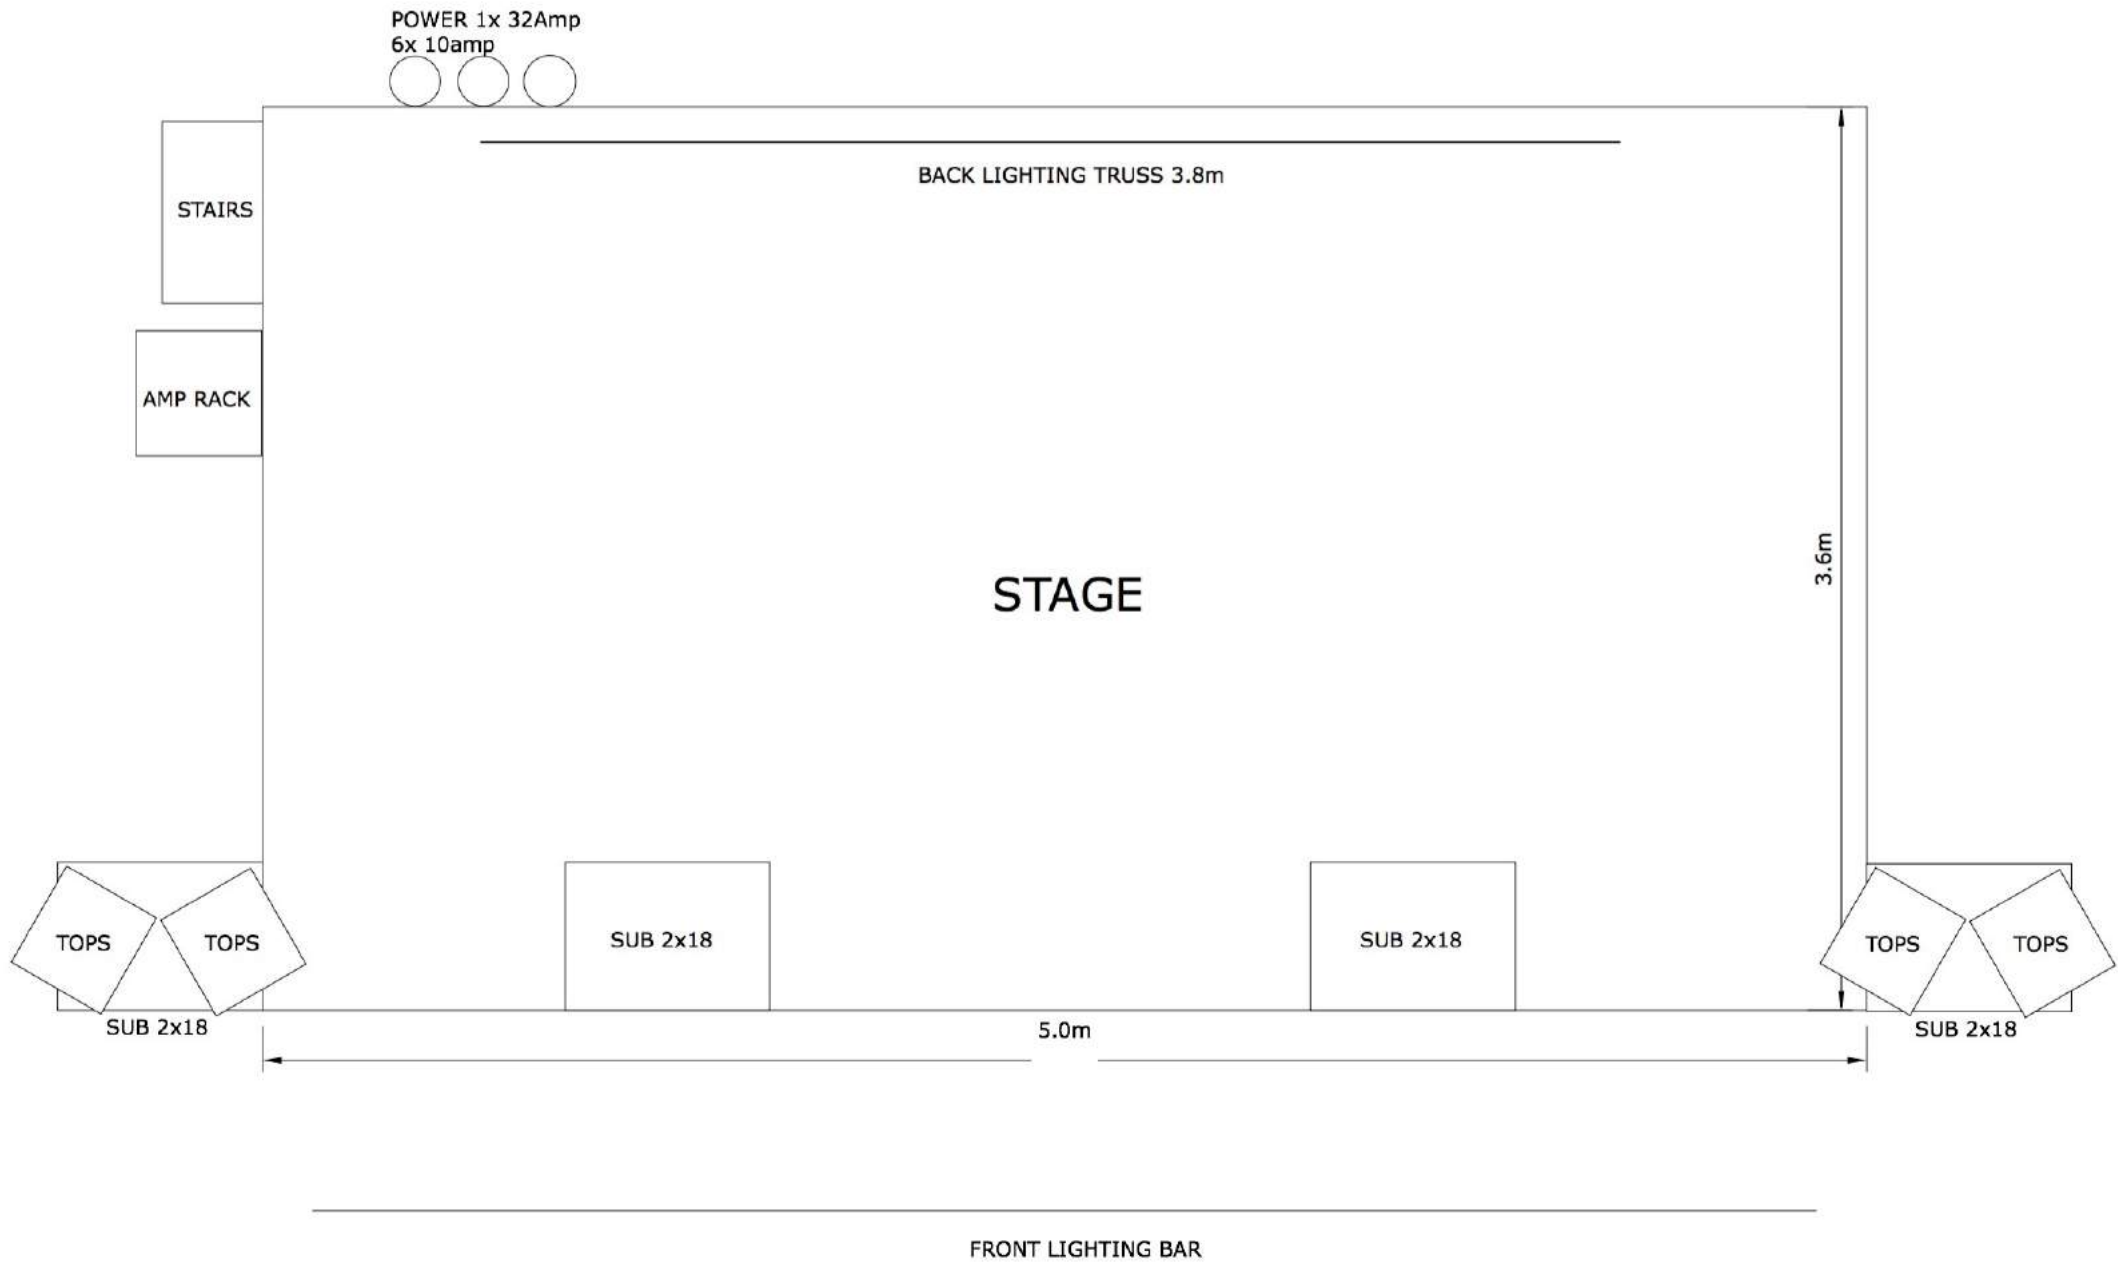 POWER 1x 32Amp
6x 10amp
BACK LIGHTING TRUSS 3.8m
STAIRS
AMP RACK
3.6m
STAGE
TOPS
TOPS
SUB 2x18
SUB 2x18
TOPS
TOPS
SUB 2x18
5.0m
SUB 2x18
FRONT LIGHTING BAR